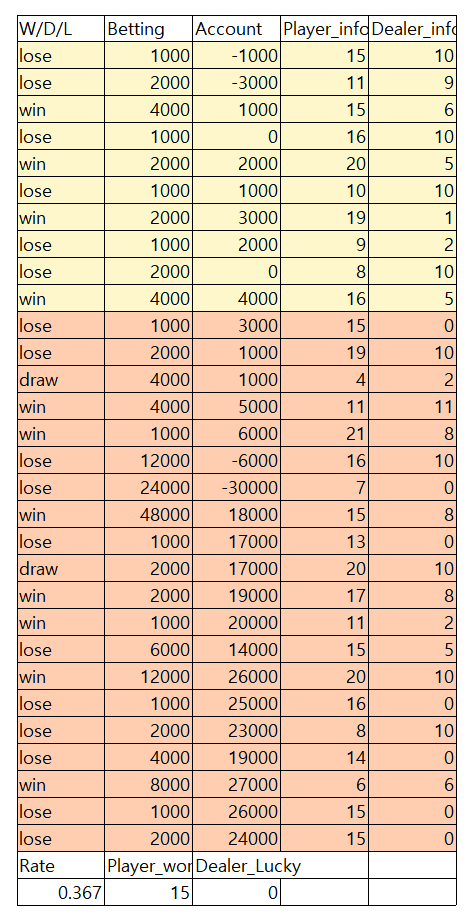 W/D/L Betting Account Player_info Dealer_info
lose 1000 -1000 15 10
lose 2000 -3000 11 9
win 4000 1000 15 6
lose 1000 0 16 10
win 2000 2000 20 5
lose 1000 1000 10 10
win 2000 3000 19 1
lose 1000 2000 9 2
lose 2000 0 8 10
win 4000 4000 16 5
lose 1000 3000 15 0
lose 2000 1000 19 10
draw 4000 1000 4 2
win 4000 5000 11 11
win 1000 6000 21 8
lose 12000 -6000 16 10
lose 24000 -30000 7 0
win 48000 18000 15 8
lose 1000 17000 13 0
draw 2000 17000 20 10
win 2000 19000 17 8
win 1000 20000 11 2
lose 6000 14000 15 5
win 12000 26000 20 10
lose 1000 25000 16 0
lose 2000 23000 8 10
lose 4000 19000 14 0
win 8000 27000 6 6
lose 1000 26000 15 0
lose 2000 24000 15 0
Rate Player_wor Dealer_Lucky
0.367 15 0